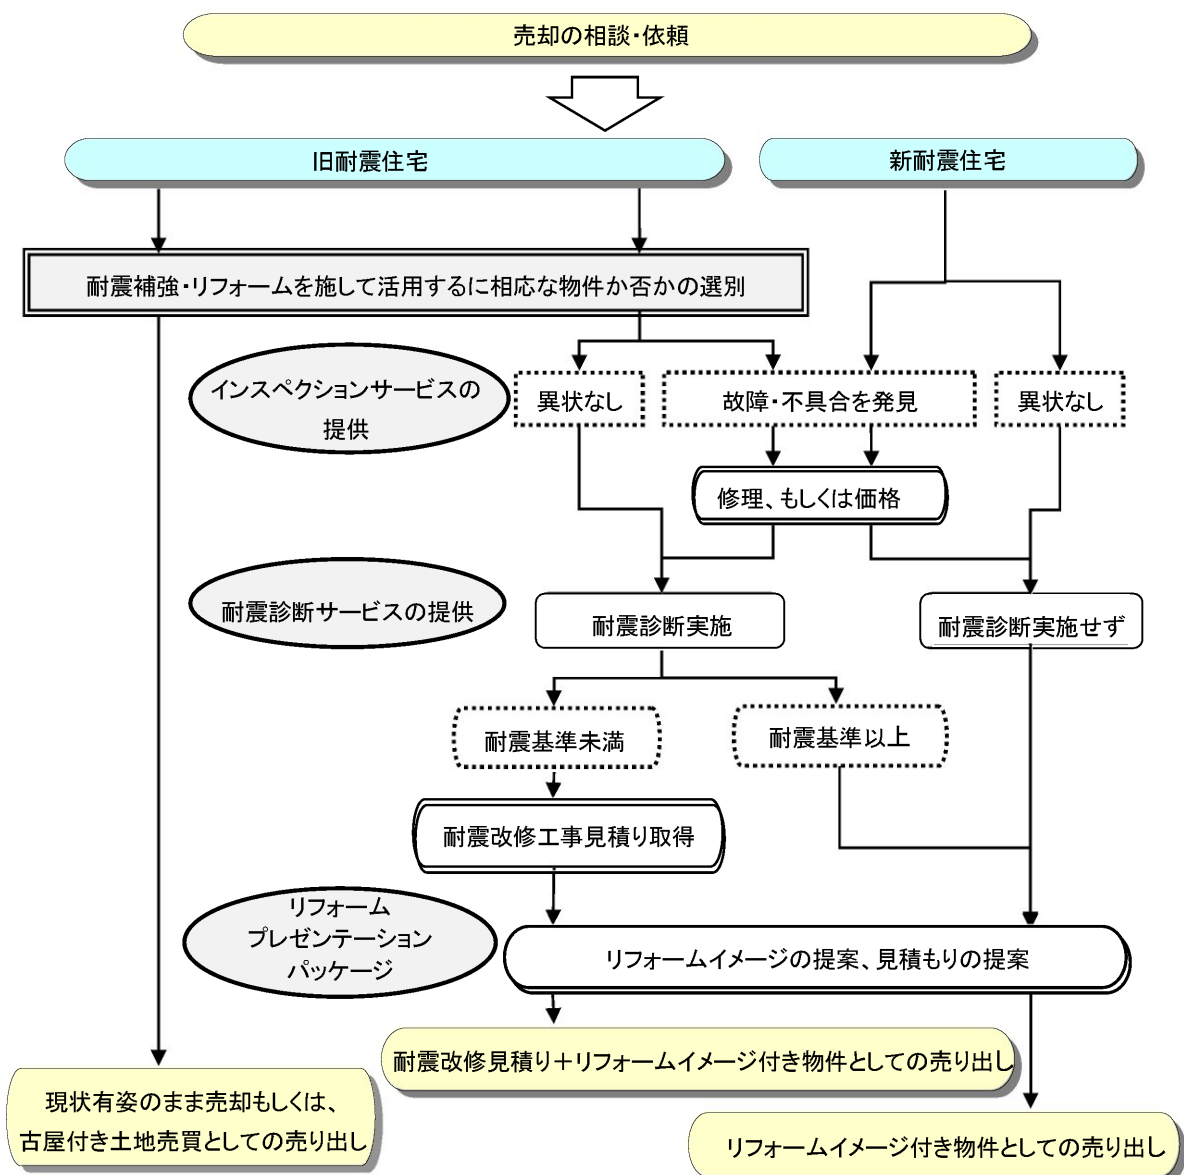 売却の相談・依頼
旧耐震住宅
新耐震住宅
耐震補強・リフォームを施して活用するに相応な物件か否かの選別
インスペクションサービスの
提供
異状なし
故障・不具合を発見
異状なし
修理、もしくは価格
耐震診断サービスの提供
耐震診断実施
耐震診断実施せず
耐震基準未満
耐震基準以上
耐震改修工事見積り取得
リフォーム
プレゼンテーション
パッケージ
リフォームイメージの提案、見積もりの提案
耐震改修見積り＋リフォームイメージ付き物件としての売り出し
現状有姿のまま売却もしくは、
古屋付き土地売買としての売り出し
リフォームイメージ付き物件としての売り出し